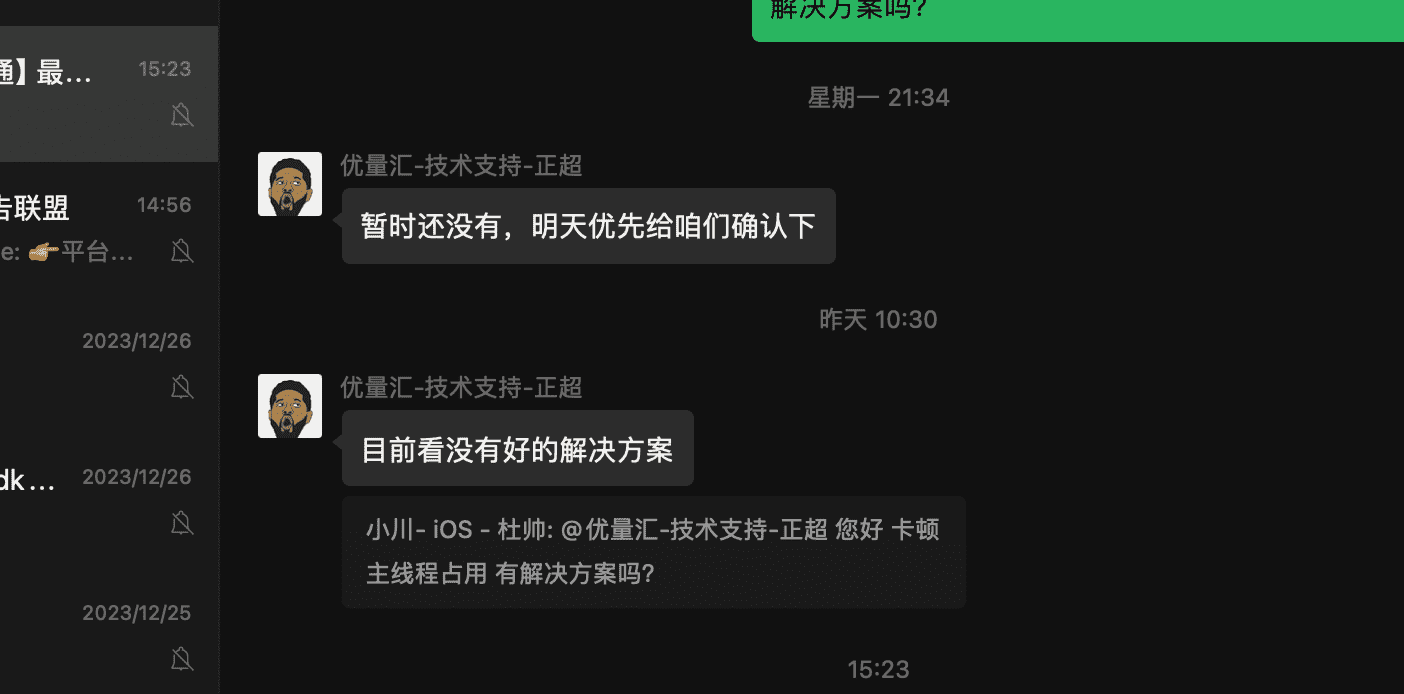 通】最...
15:23
告联盟
14:56
e: 👉平台...
2023/12/26
dk...
2023/12/26
2023/12/25
解决方案吗?
星期一 21:34
优量汇-技术支持-正超
暂时还没有，明天优先给咱们确认下
昨天 10:30
优量汇-技术支持-正超
目前看没有好的解决方案
小川- iOS - 杜帅: @优量汇-技术支持-正超 您好 卡顿
主线程占用 有解决方案吗?
15:23